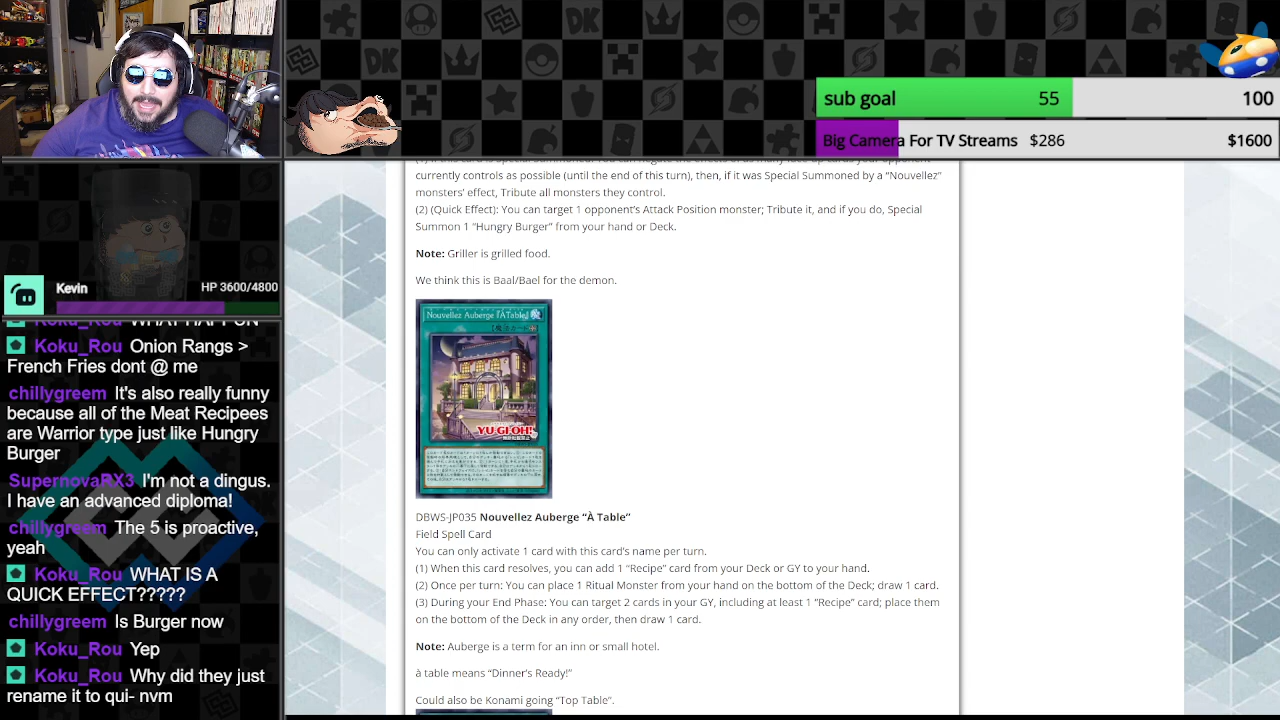 sub goal 55 100
Big Camera For TV Streams $286 $1600
Kevin HP 3600/4800
Koku_Rou WHAT HAPPUN
Koku_Rou Onion Rangs >
French Fries dont @ me
chillygreem It's also really funny
because all of the Meat Recipees
are Warrior type just like Hungry
Burger
SupernovaRX3 I'm not a dingus.
I have an advanced diploma!
chillygreem The 5 is proactive,
yeah
Koku_Rou WHAT IS A
QUICK EFFECT?????
chillygreem Is Burger now
Koku_Rou Yep
Koku_Rou Why did they just
rename it to qui- nvm
currently controls as possible (until the end of this turn), then, if it was Special Summoned by a “Nouvellez”
monsters’ effect, Tribute all monsters they control.
(2) (Quick Effect): You can target 1 opponent’s Attack Position monster; Tribute it, and if you do, Special
Summon 1 “Hungry Burger” from your hand or Deck.
Note: Griller is grilled food.
We think this is Baal/Bael for the demon.
Nouvellez Auberge『ÀTable』
YU-GI-OH!
DBWS-JP035 Nouvellez Auberge “À Table”
Field Spell Card
You can only activate 1 card with this card’s name per turn.
(1) When this card resolves, you can add 1 “Recipe” card from your Deck or GY to your hand.
(2) Once per turn: You can place 1 Ritual Monster from your hand on the bottom of the Deck; draw 1 card.
(3) During your End Phase: You can target 2 cards in your GY, including at least 1 “Recipe” card; place them
on the bottom of the Deck in any order, then draw 1 card.
Note: Auberge is a term for an inn or small hotel.
à table means “Dinner’s Ready!”
Could also be Konami going “Top Table”.